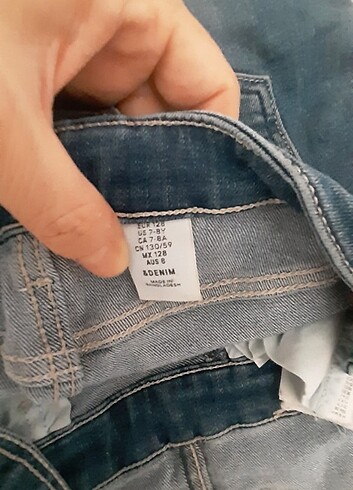 EUR 128
US 7-8Y
CA 7-8A
CN 130/59
MX 128
AUS 8
&DENIM
MADE IN
BANGLADESH